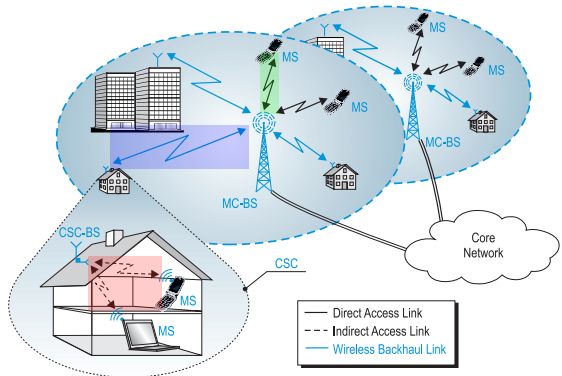 MS
MS
MS
MS
MC-BS
MC-BS
CSC-BS
MS
MS
CSC
Core
Network
Direct Access Link
Indirect Access Link
Wireless Backhaul Link